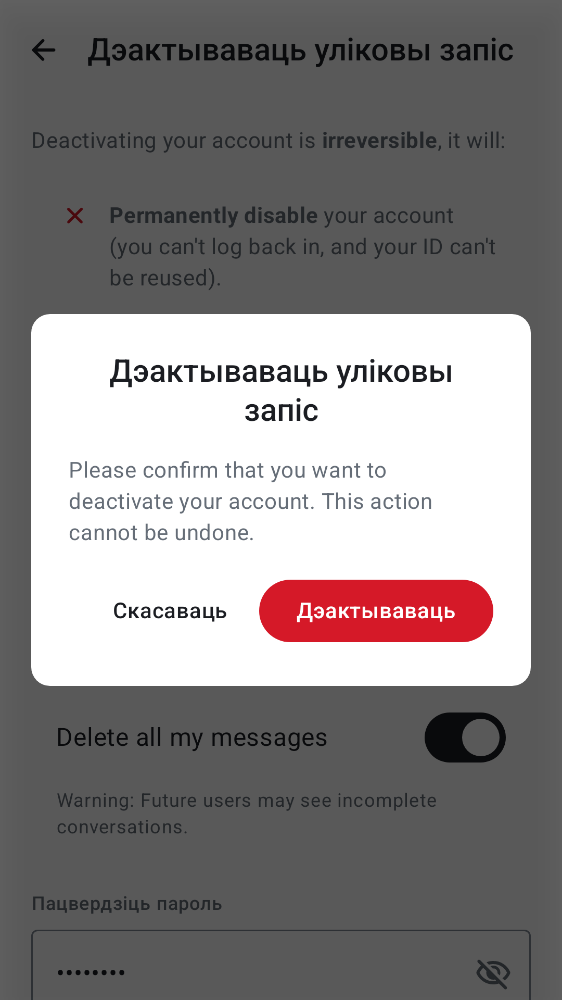 Дэактываваць уліковы запіс
Deactivating your account is irreversible, it will:
Permanently disable your account
(you can't log back in, and your ID can't
be reused).
Дэактываваць уліковы
запіс
Please confirm that you want to
deactivate your account. This action
cannot be undone.
Скасаваць
Дэактываваць
Delete all my messages
Warning: Future users may see incomplete
conversations.
Пацвердзіць пароль
••••••••